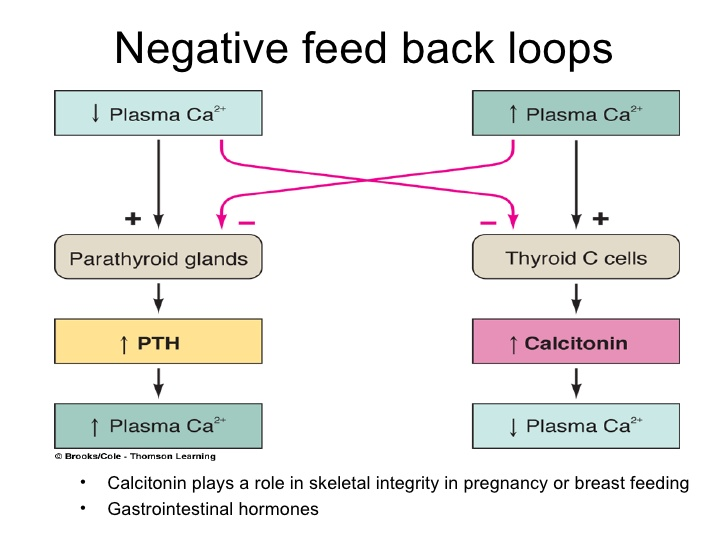 Negative feed back loops
↓ Plasma Ca²⁺
↑ Plasma Ca²⁺
+
−
−
+
Parathyroid glands
Thyroid C cells
↑ PTH
↑ Calcitonin
↑ Plasma Ca²⁺
↓ Plasma Ca²⁺
© Brooks/Cole - Thomson Learning
• Calcitonin plays a role in skeletal integrity in pregnancy or breast feeding
• Gastrointestinal hormones